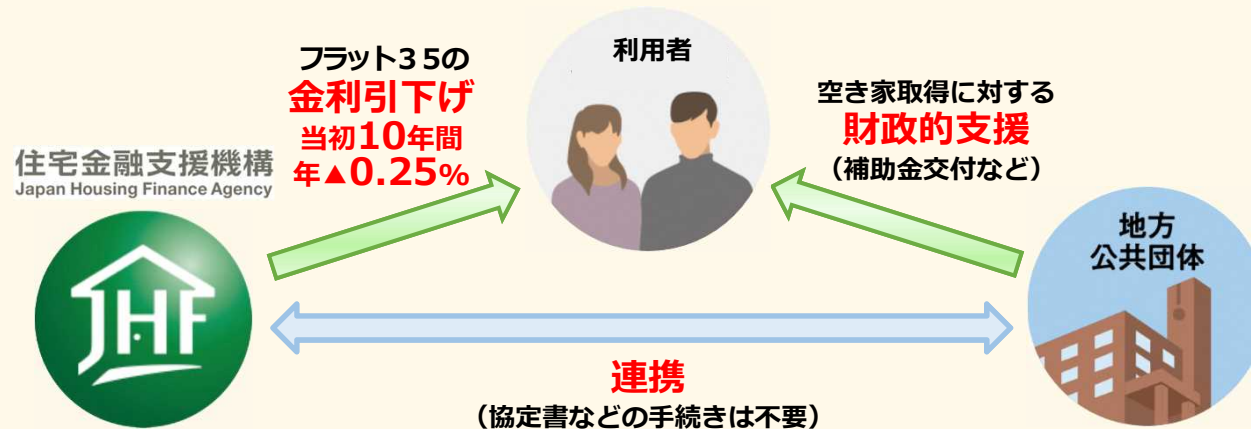 利用者
フラット３５の
金利引下げ
当初10年間
年▲0.25%
空き家取得に対する
財政的支援
（補助金交付など）
住宅金融支援機構
Japan Housing Finance Agency
JHF
地方
公共団体
連携
（協定書などの手続きは不要）